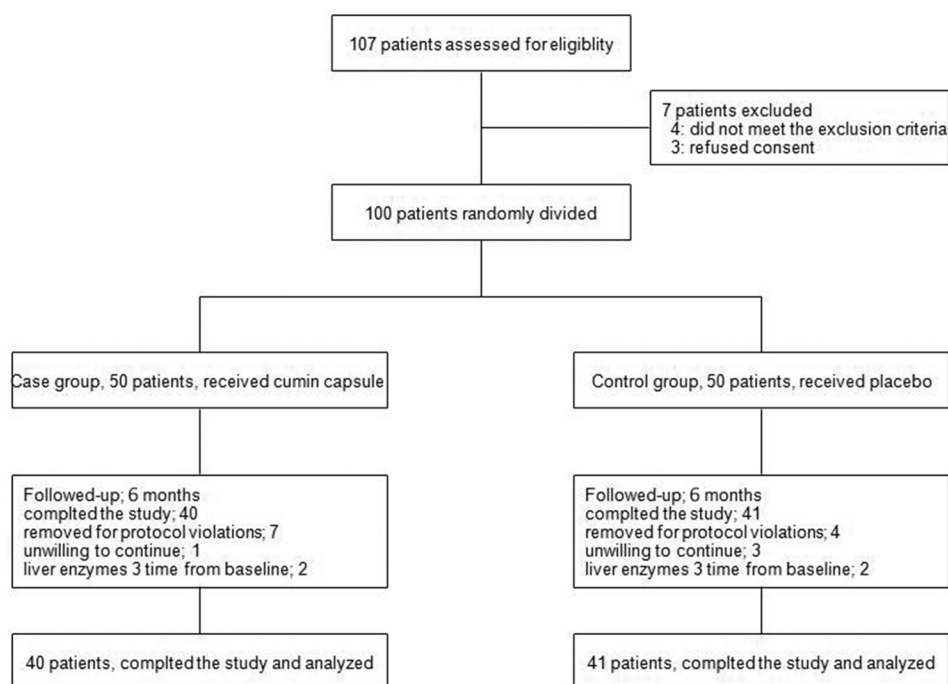 107 patients assessed for eligiblity
7 patients excluded
4: did not meet the exclusion criteria
3: refused consent
100 patients randomly divided
Case group, 50 patients, received cumin capsule
Control group, 50 patients, received placebo
Followed-up; 6 months
complted the study; 40
removed for protocol violations; 7
unwilling to continue; 1
liver enzymes 3 time from baseline; 2
Followed-up; 6 months
complted the study; 41
removed for protocol violations; 4
unwilling to continue; 3
liver enzymes 3 time from baseline; 2
40 patients, complted the study and analyzed
41 patients, complted the study and analyzed